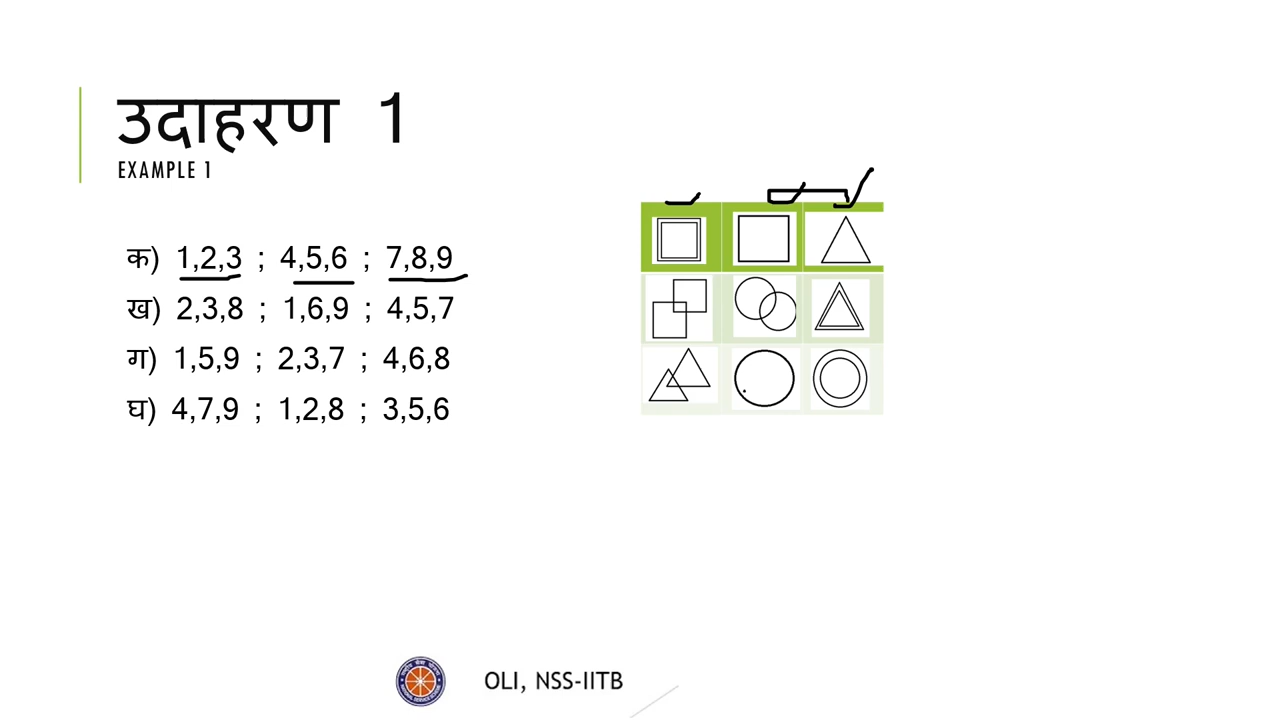 उदाहरण 1
EXAMPLE 1
क) 1,2,3 ; 4,5,6 ; 7,8,9
ख) 2,3,8 ; 1,6,9 ; 4,5,7
ग) 1,5,9 ; 2,3,7 ; 4,6,8
घ) 4,7,9 ; 1,2,8 ; 3,5,6
OLI, NSS-IITB